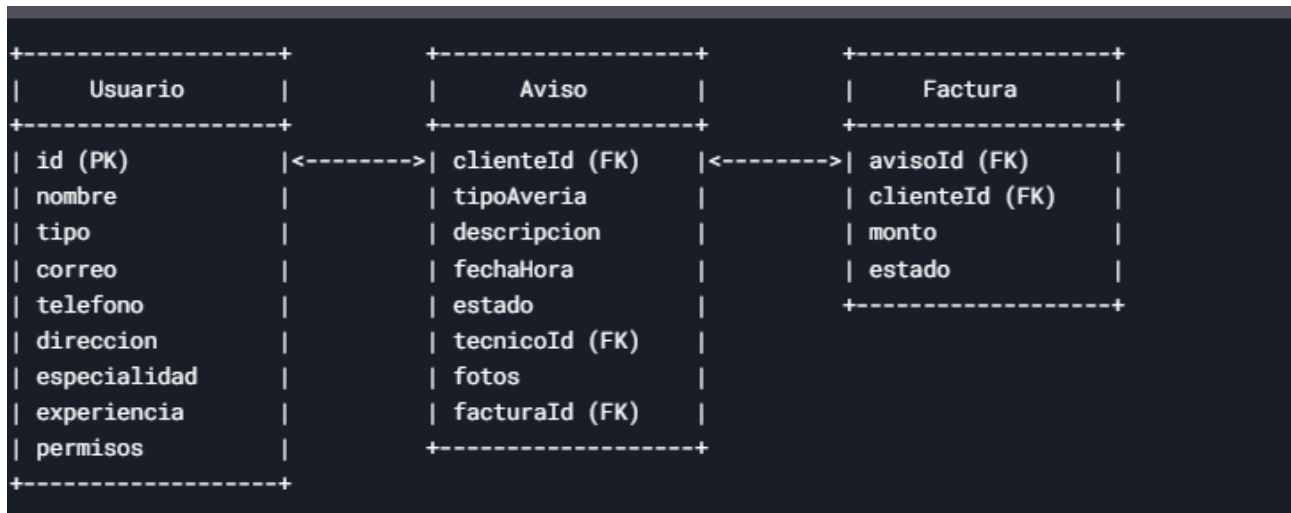 +-------------------+          +-------------------+          +-------------------+
|      Usuario      |          |       Aviso       |          |      Factura      |
+-------------------+          +-------------------+          +-------------------+
| id (PK)           |<-------->| clienteId (FK)    |<-------->| avisoId (FK)      |
| nombre            |          | tipoAveria        |          | clienteId (FK)    |
| tipo              |          | descripcion       |          | monto             |
| correo            |          | fechaHora         |          | estado            |
| telefono          |          | estado            |          +-------------------+
| direccion         |          | tecnicoId (FK)    |
| especialidad      |          | fotos             |
| experiencia       |          | facturaId (FK)    |
| permisos          |          +-------------------+
+-------------------+